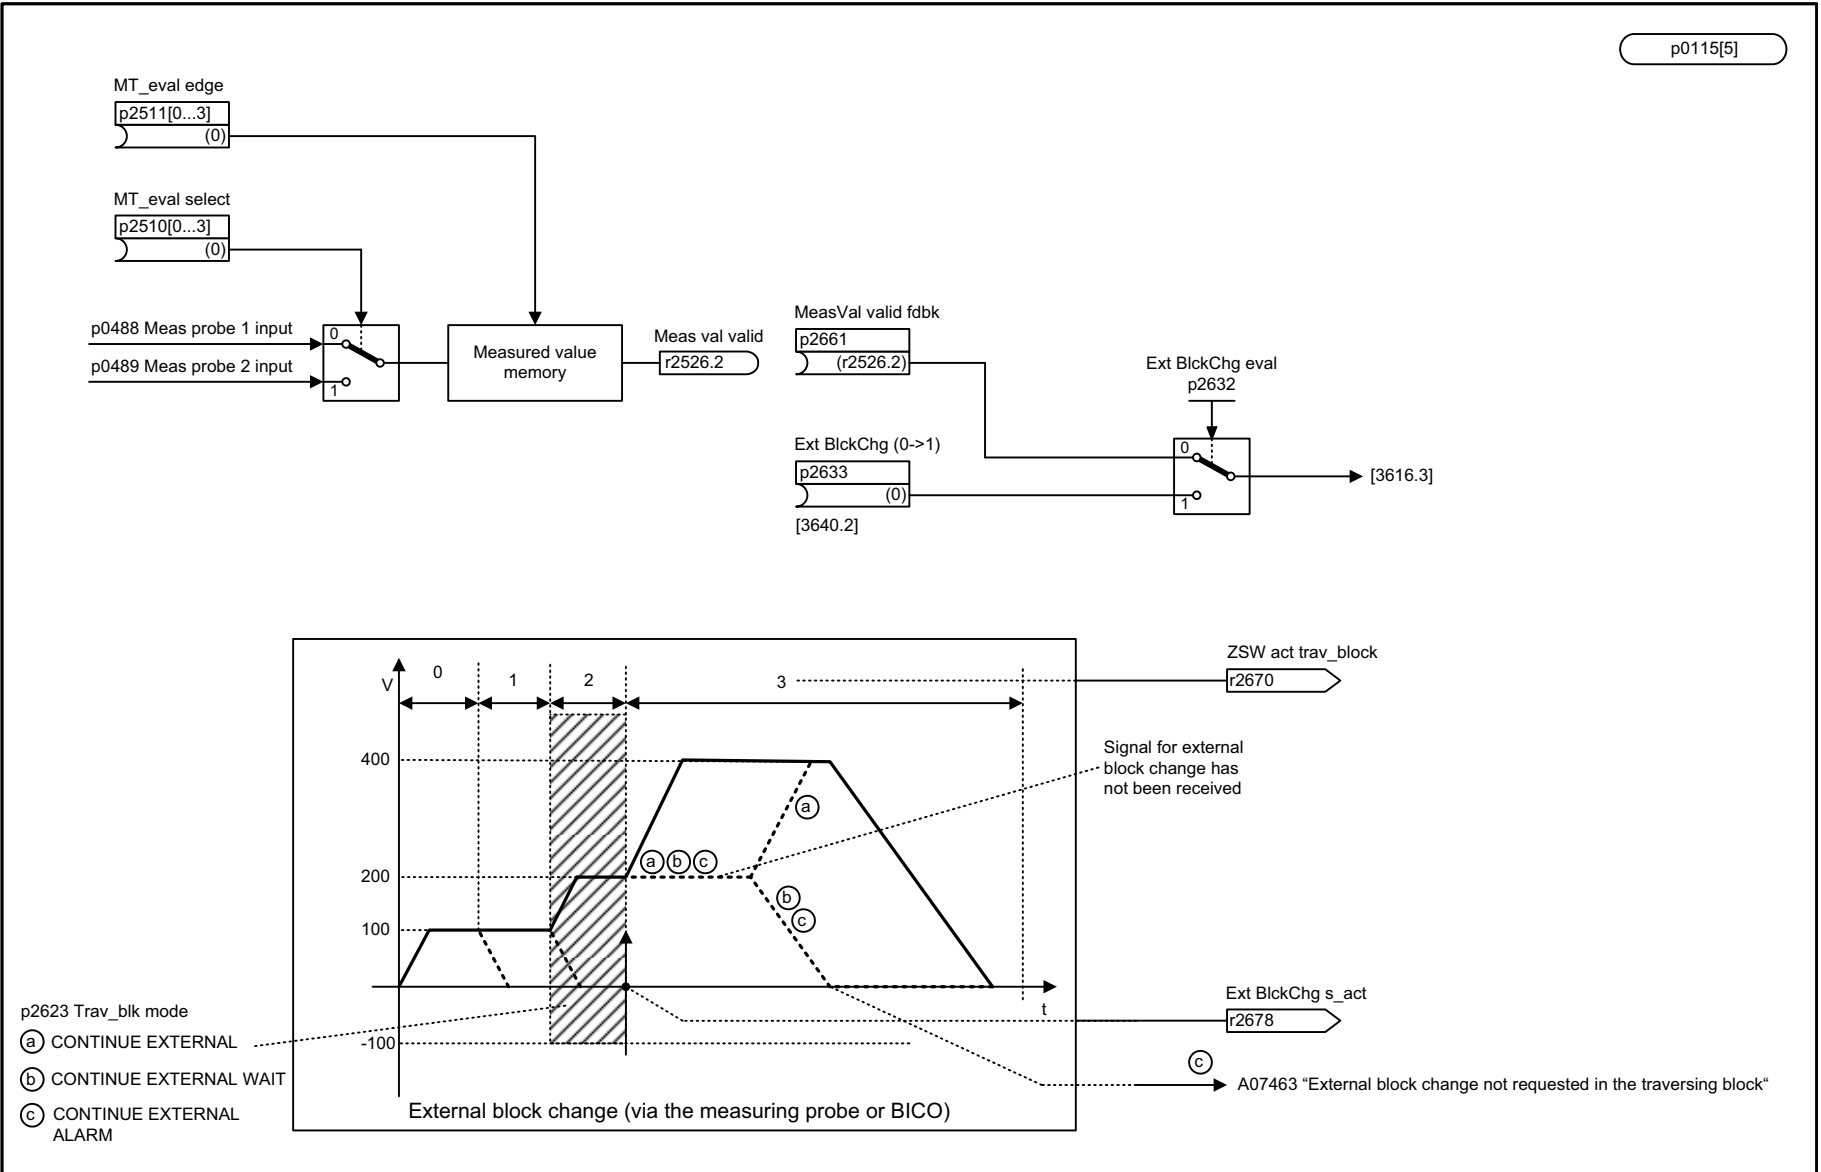 p0115[5]
MT_eval edge
p2511[0...3]
(0)
MT_eval select
p2510[0...3]
(0)
p0488 Meas probe 1 input
p0489 Meas probe 2 input
0
1
Measured value
memory
Meas val valid
r2526.2
MeasVal valid fdbk
p2661
(r2526.2)
Ext BlckChg (0->1)
p2633
(0)
[3640.2]
Ext BlckChg eval
p2632
0
1
[3616.3]
V
0
1
2
3
400
200
100
-100
t
a
a b c
b
c
External block change (via the measuring probe or BICO)
ZSW act trav_block
r2670
Signal for external
block change has
not been received
Ext BlckChg s_act
r2678
c
A07463 “External block change not requested in the traversing block“
p2623 Trav_blk mode
a CONTINUE EXTERNAL
b CONTINUE EXTERNAL WAIT
c CONTINUE EXTERNAL
ALARM